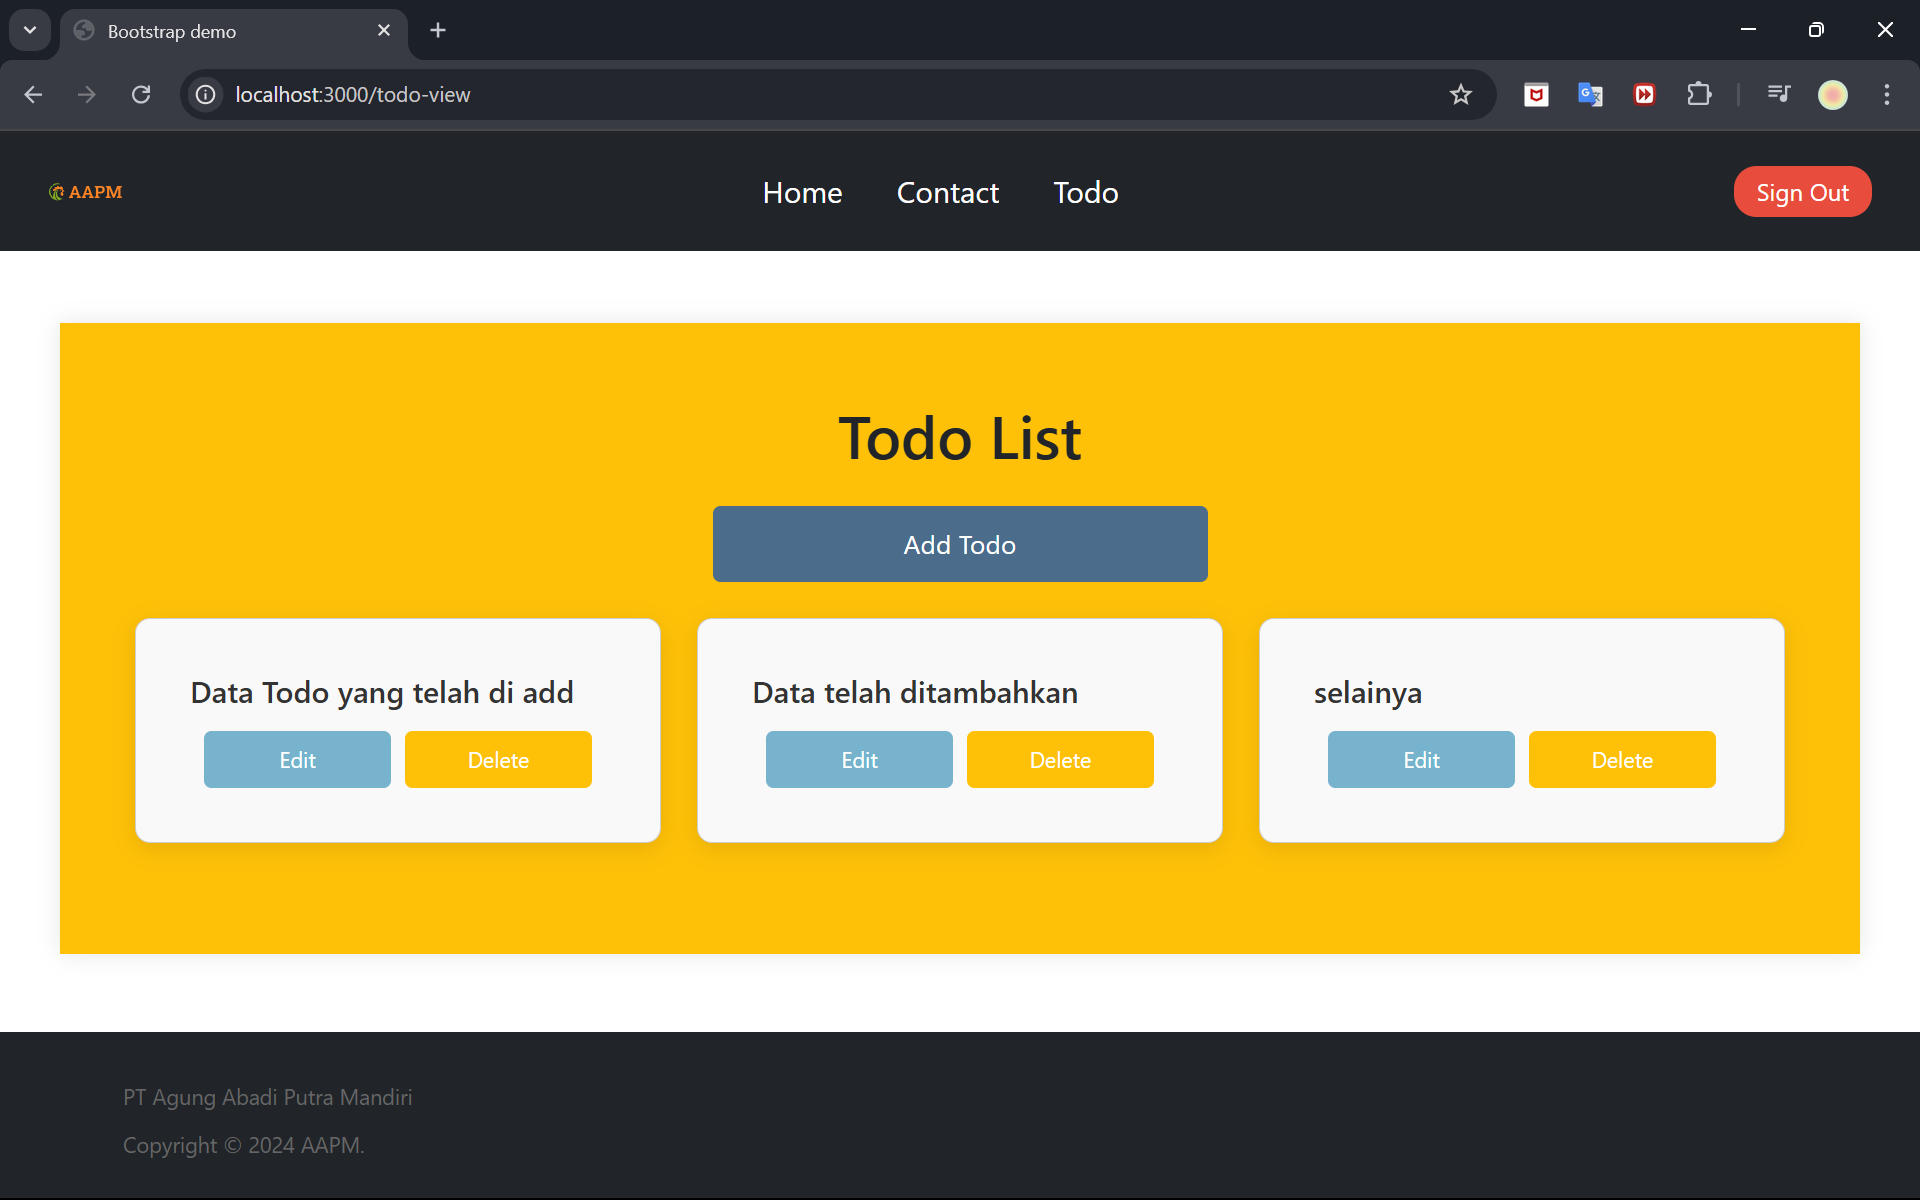 Bootstrap demo
localhost:3000/todo-view
AAPM
Home Contact Todo
Sign Out
Todo List
Add Todo
Data Todo yang telah di add
Edit Delete
Data telah ditambahkan
Edit Delete
selainya
Edit Delete
PT Agung Abadi Putra Mandiri
Copyright © 2024 AAPM.